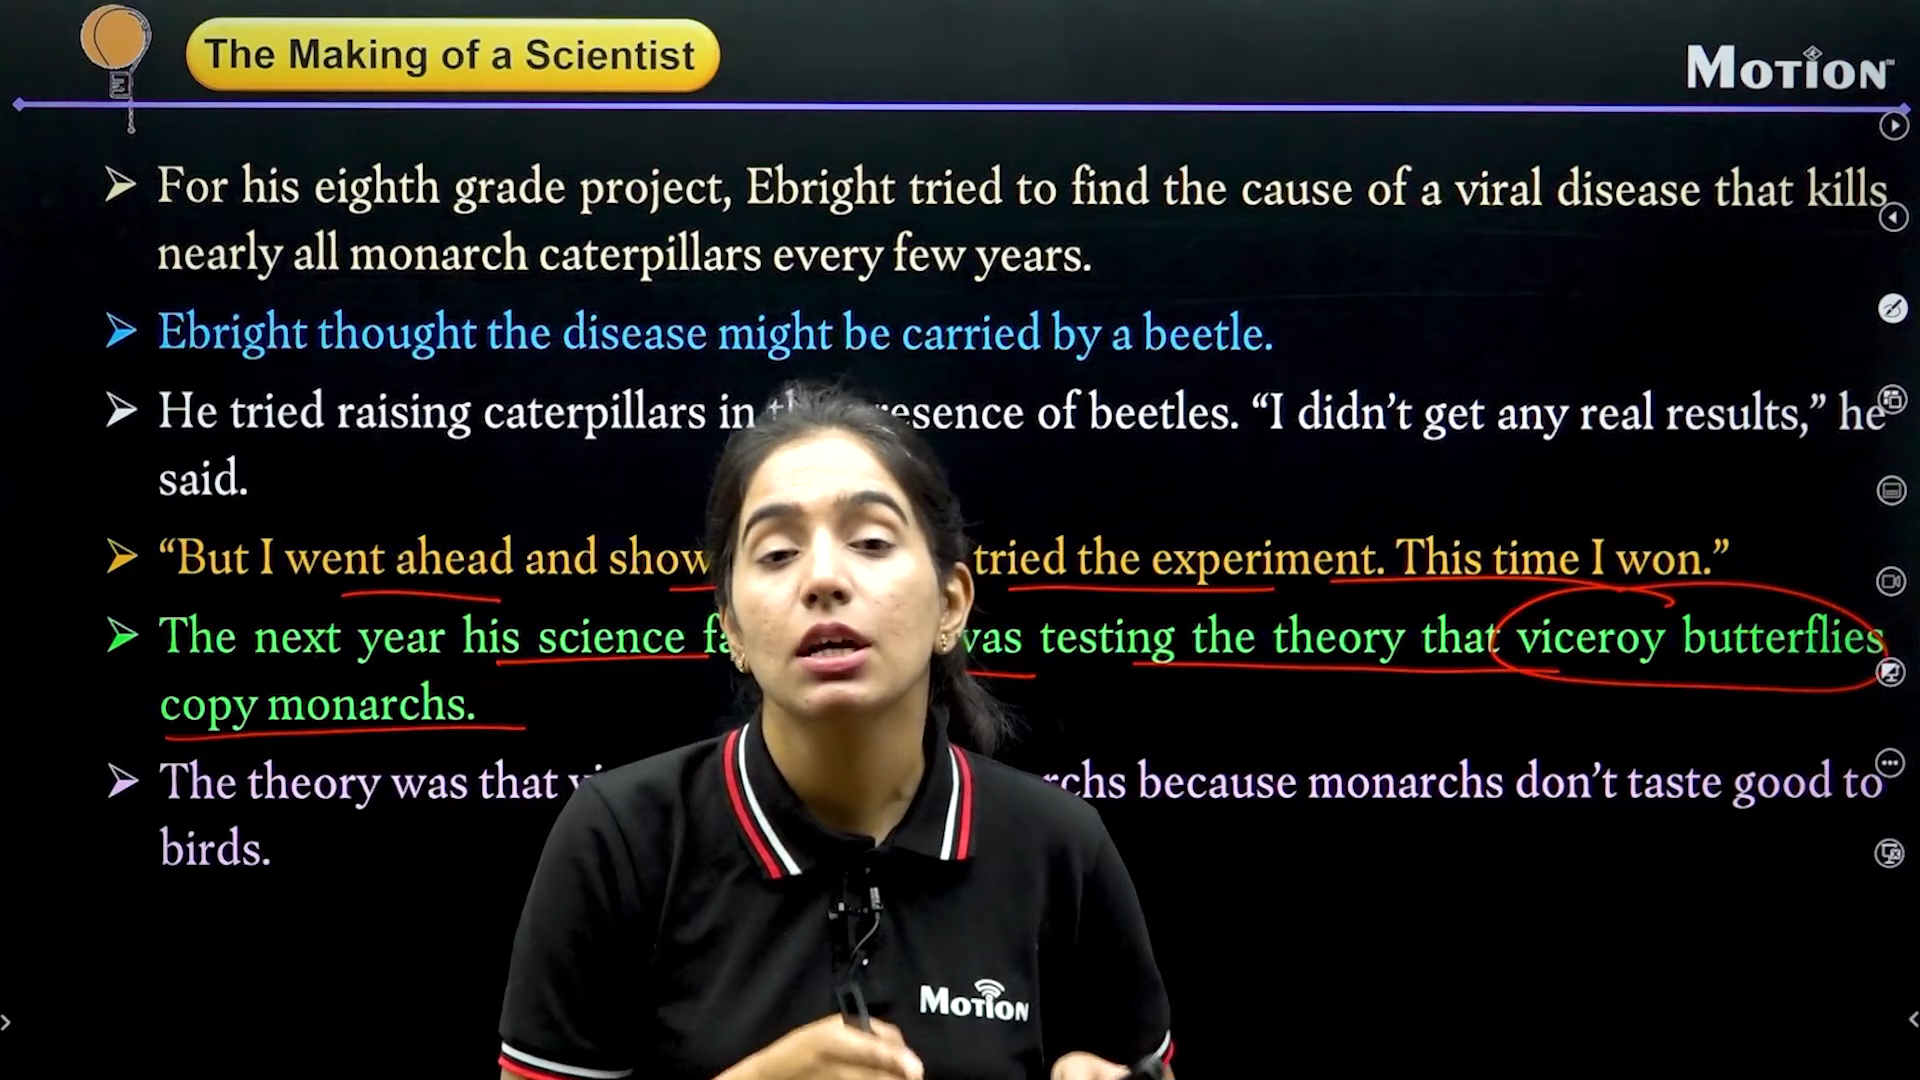 The Making of a Scientist
MOTION
For his eighth grade project, Ebright tried to find the cause of a viral disease that kills
nearly all monarch caterpillars every few years.
Ebright thought the disease might be carried by a beetle.
He tried raising caterpillars in resence of beetles. “I didn’t get any real results,” he
said.
“But I went ahead and show tried the experiment. This time I won.”
The next year his science fa was testing the theory that viceroy butterflies
copy monarchs.
The theory was that rchs because monarchs don’t taste good to
birds.
MOTION